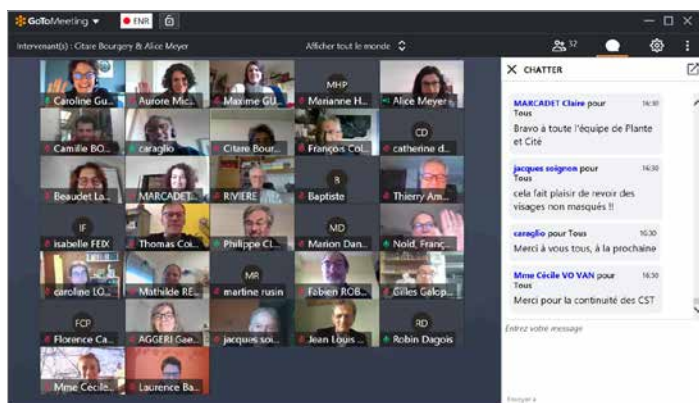 GoToMeeting
ENR
Intervenant(s) : Citare Bourgery & Alice Meyer
Afficher tout le monde
32
CHATTER
Caroline Gu...
Aurore Mic...
Maxime GU...
MHP
Marianne H...
Alice Meyer
Camille BO...
caraglio
Citare Bour...
François Col...
CD
catherine d...
Beaudet La...
MARCADET...
RIVIERE
B
Baptiste
Thierry Am...
IF
isabelle FEIX
Thomas Coi...
Philippe Cl...
MD
Marion Dan...
Noid, Franç...
caroline LO...
Mathilde RE...
MR
martine rusin
Fabien ROB...
Gilles Galop...
FCP
Florence Ca...
AGGERI Gae...
jacques soi...
Jean Louis ...
RD
Robin Dagois
Mme Cécile...
Laurence Ba...
MARCADET Claire pour Tous
16:30
Bravo à toute l'équipe de Plante
et Cité
jacques soignon pour
Tous
16:30
cela fait plaisir de revoir des
visages non masqués !!
caraglio pour Tous
16:30
Merci à vous tous, à la prochaine
Mme Cécile VO VAN pour
Tous
16:30
Merci pour la continuité des CST
Entrez votre message
Envoyer à